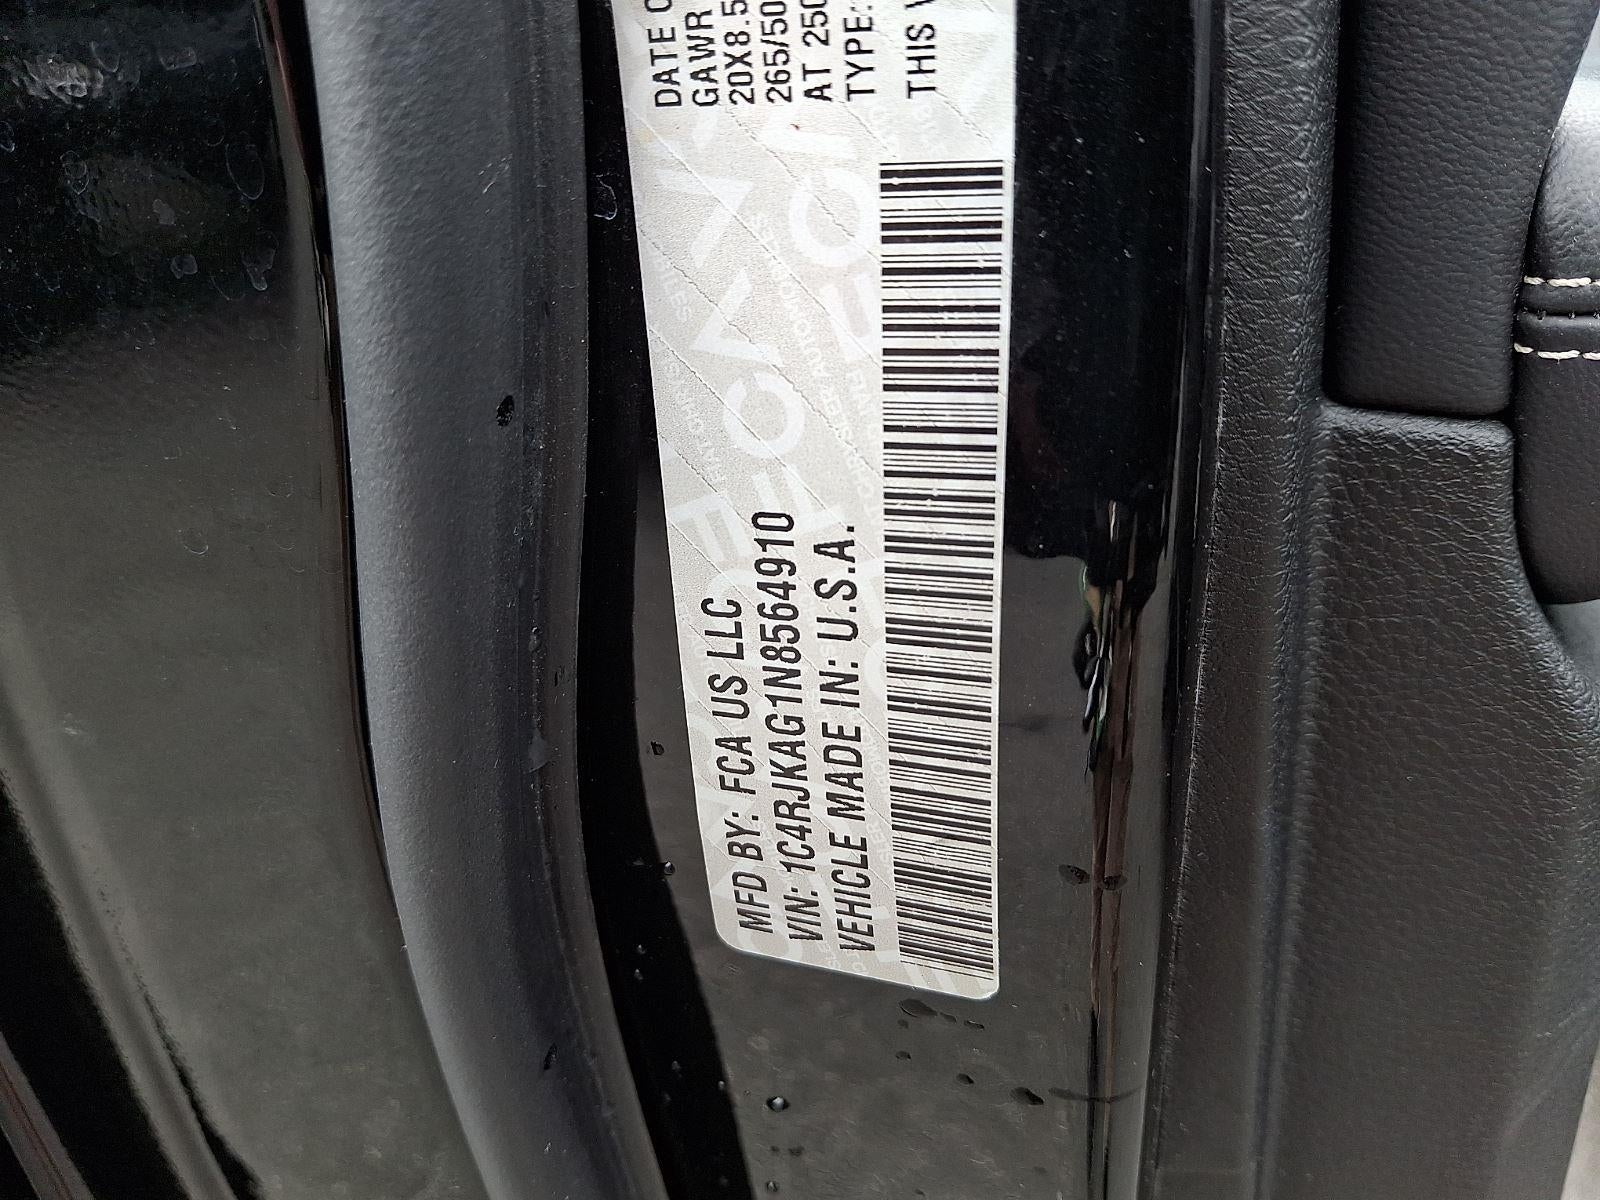 MFD BY: FCA US LLC
VIN: 1C4RJKAG1N8564910
VEHICLE MADE IN: U.S.A.
DATE O
GAWR
20X8.5
265/50
AT 250
TYPE:
THIS V